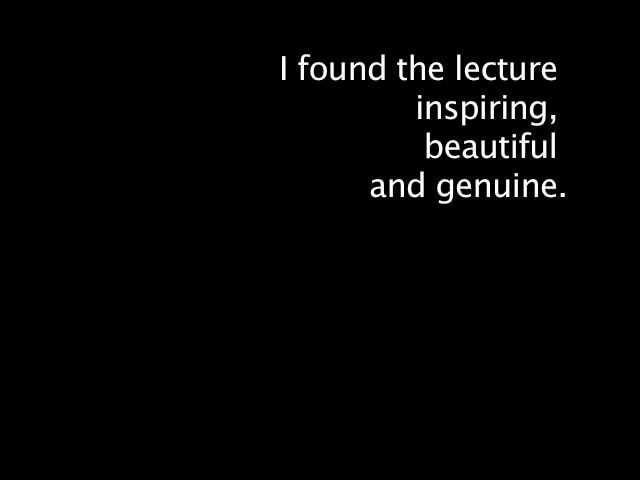 I found the lecture
inspiring,
beautiful
and genuine.